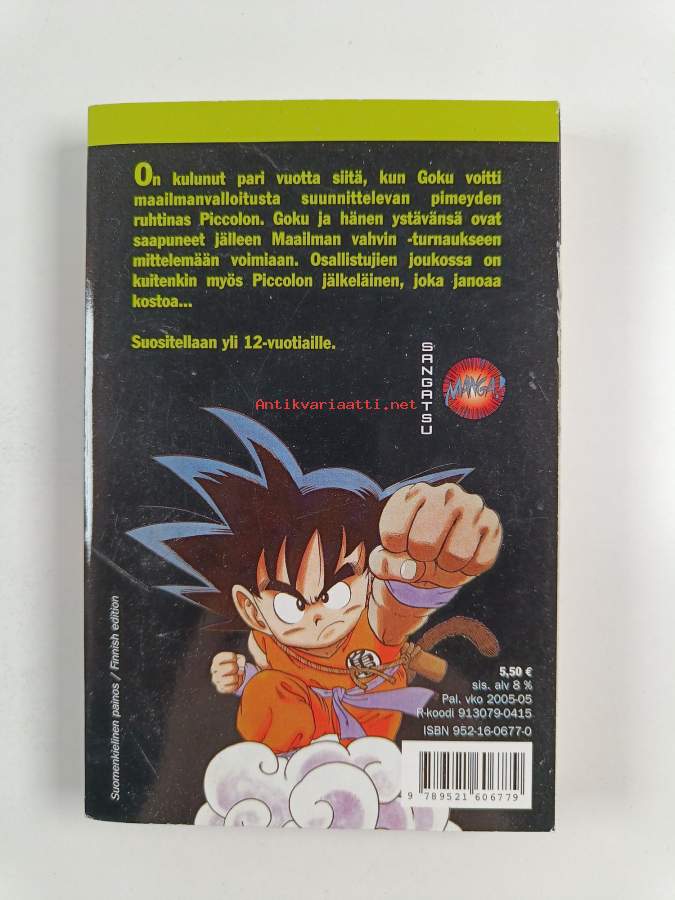 On kulunut pari vuotta siitä, kun Goku voitti
maailmanvalloitusta suunnittelevan pimeyden
ruhtinas Piccolon. Goku ja hänen ystävänsä ovat
saapuneet jälleen Maailman vahvin -turnaukseen
mittelemään voimiaan. Osallistujien joukossa on
kuitenkin myös Piccolon jälkeläinen, joka janoaa
kostoa...
Suositellaan yli 12-vuotiaille.
SANGATSU
MANGA!
Antikvariaatti.net
亀
Suomenkielinen painos / Finnish edition
5,50 €
sis. alv 8 %
Pal. vko 2005-05
R-koodi 913079-0415
ISBN 952-16-0677-0
9 789521 606779